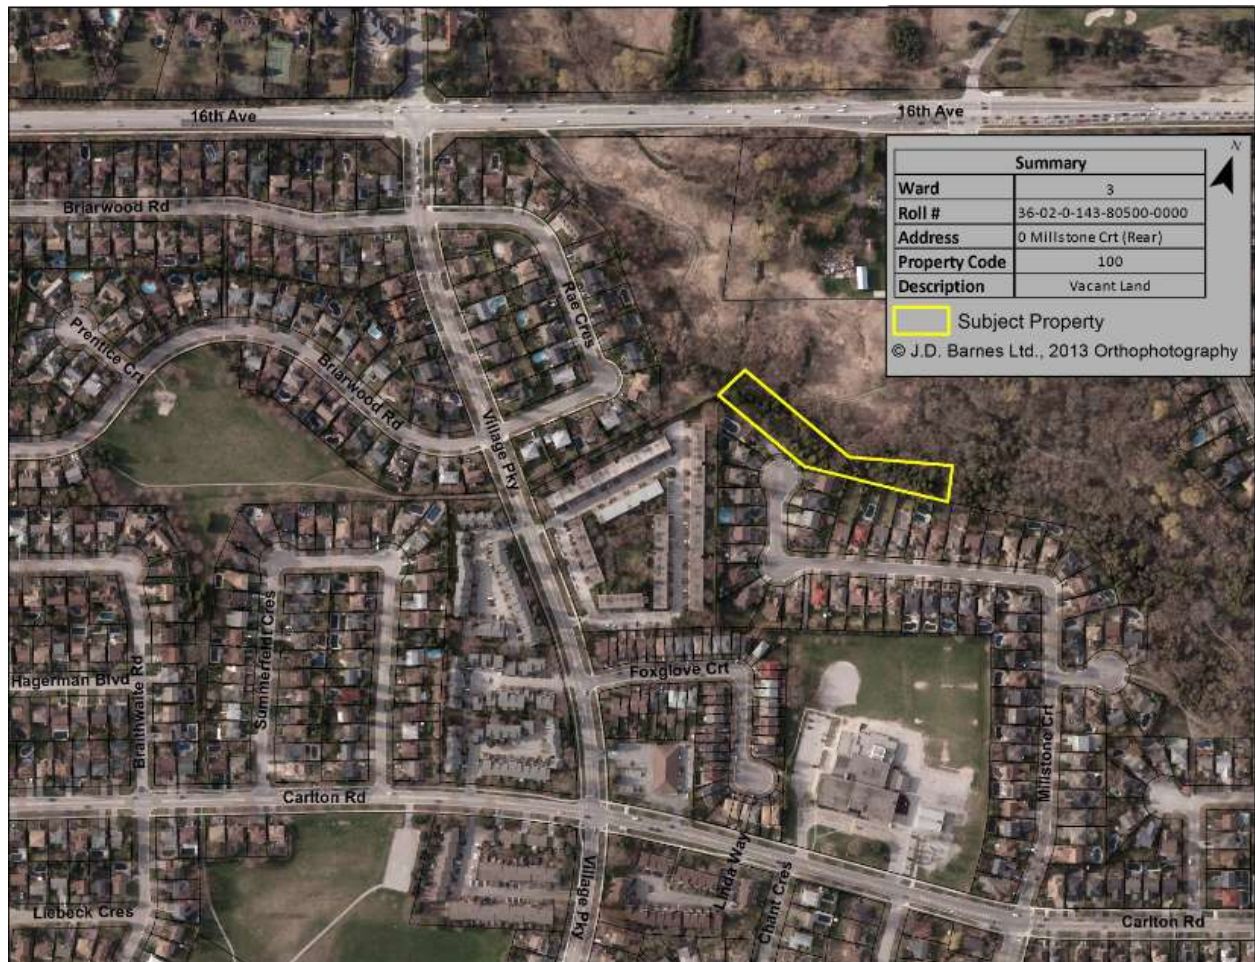 16th Ave
16th Ave
N
Summary
Ward 3
Roll # 36-02-0-143-80500-0000
Address 0 Millstone Crt (Rear)
Property Code 100
Description Vacant Land
Subject Property
© J.D. Barnes Ltd., 2013 Orthophotography
Briarwood Rd
Rae Cres
Prentice Crt
Briarwood Rd
Village Pky
Foxglove Crt
Hagerman Blvd
Braithwaite Rd
Summerfeldt Cres
Millstone Crt
Carlton Rd
Village Pky
Linda Way
Chant Cres
Liebeck Cres
Carlton Rd